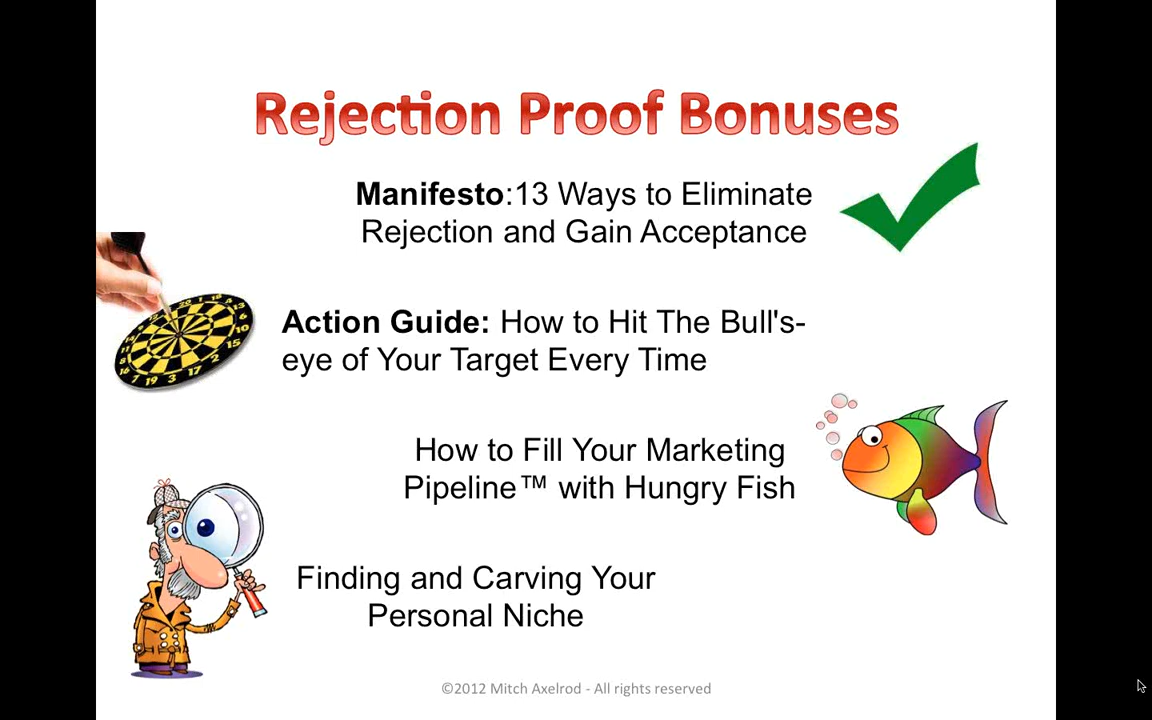 Rejection Proof Bonuses
Manifesto:13 Ways to Eliminate
Rejection and Gain Acceptance
Action Guide: How to Hit The Bull's-
eye of Your Target Every Time
How to Fill Your Marketing
Pipeline™ with Hungry Fish
Finding and Carving Your
Personal Niche
©2012 Mitch Axelrod - All rights reserved